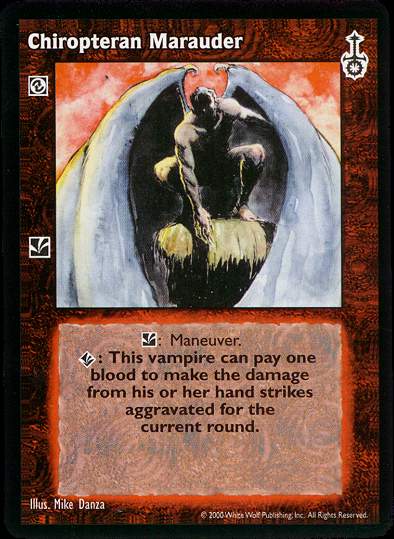 Chiropteran Marauder
: Maneuver.
: This vampire can pay one
blood to make the damage
from his or her hand strikes
aggravated for the
current round.
Illus. Mike Danza
© 2000 White Wolf Publishing, Inc. All Rights Reserved.